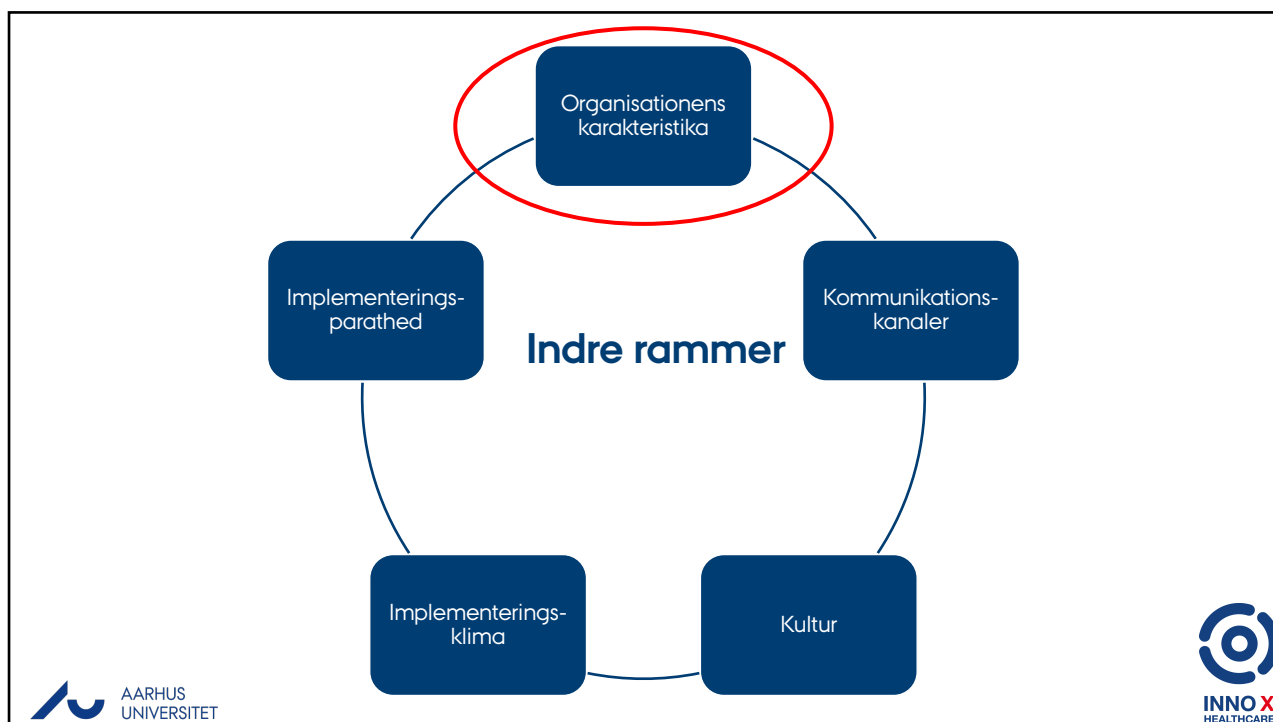 Organisationens
karakteristika
Implementerings-
parathed
Kommunikations-
kanaler
Indre rammer
Implementerings-
klima
Kultur
AARHUS
UNIVERSITET
INNO X
HEALTHCARE